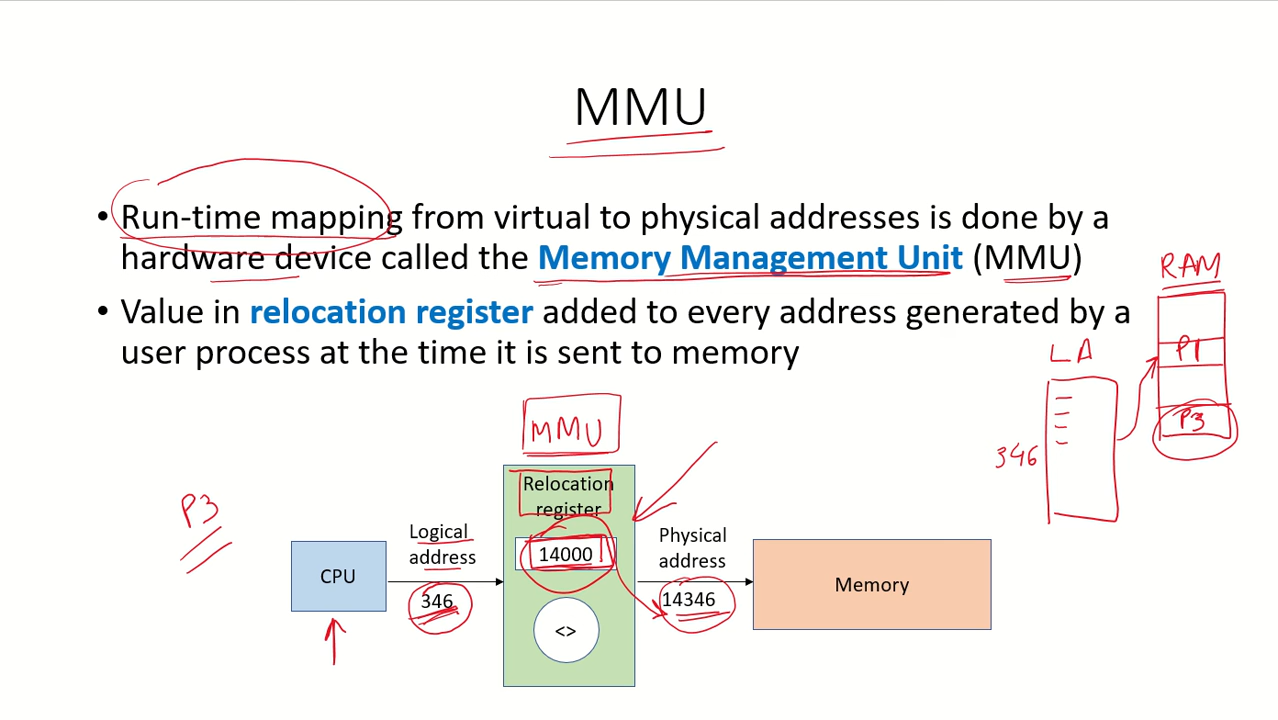 MMU
• Run-time mapping from virtual to physical addresses is done by a
hardware device called the Memory Management Unit (MMU)
• Value in relocation register added to every address generated by a
user process at the time it is sent to memory
RAM
P1
P3
LA
346
MMU
P3
CPU
Logical
address
346
Relocation
register
14000
<>
Physical
address
14346
Memory